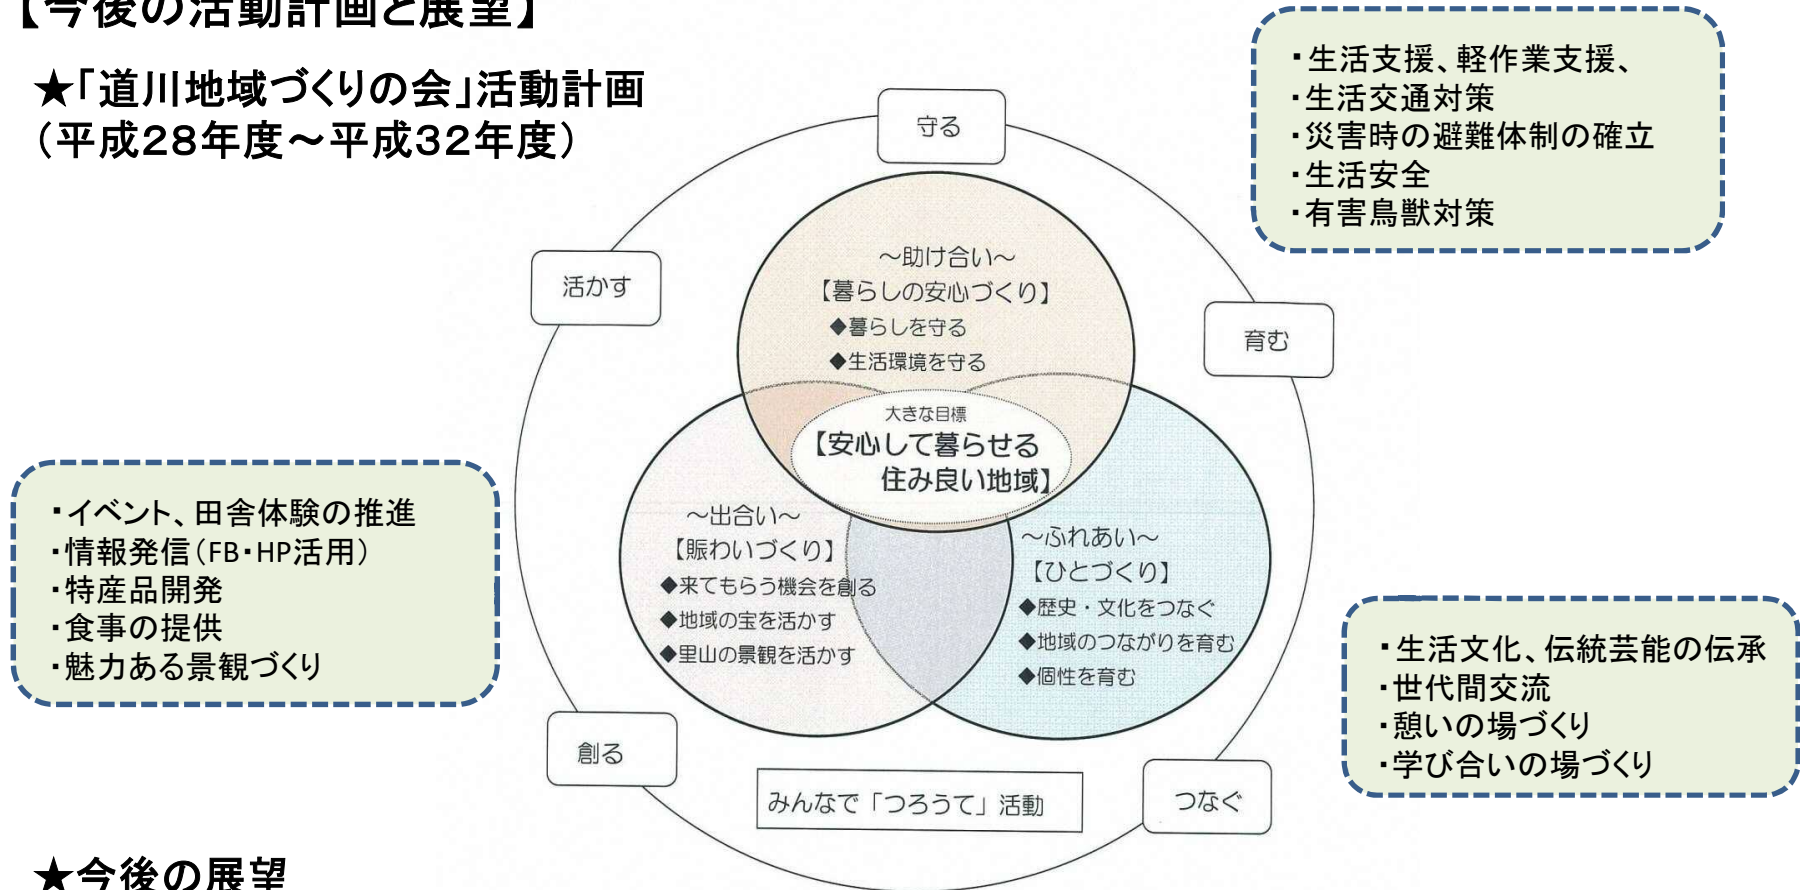 【今後の活動計画と展望】
★「道川地域づくりの会」活動計画
（平成28年度～平成32年度）
・生活支援、軽作業支援、
・生活交通対策
・災害時の避難体制の確立
・生活安全
・有害鳥獣対策
守る
活かす
育む
～助け合い～
【暮らしの安心づくり】
◆暮らしを守る
◆生活環境を守る
大きな目標
【安心して暮らせる
住み良い地域】
・イベント、田舎体験の推進
・情報発信（FB・HP活用）
・特産品開発
・食事の提供
・魅力ある景観づくり
～出合い～
【賑わいづくり】
◆来てもらう機会を創る
◆地域の宝を活かす
◆里山の景観を活かす
～ふれあい～
【ひとづくり】
◆歴史・文化をつなぐ
◆地域のつながりを育む
◆個性を育む
・生活文化、伝統芸能の伝承
・世代間交流
・憩いの場づくり
・学び合いの場づくり
創る
みんなで「つろうて」活動
つなぐ
★今後の展望